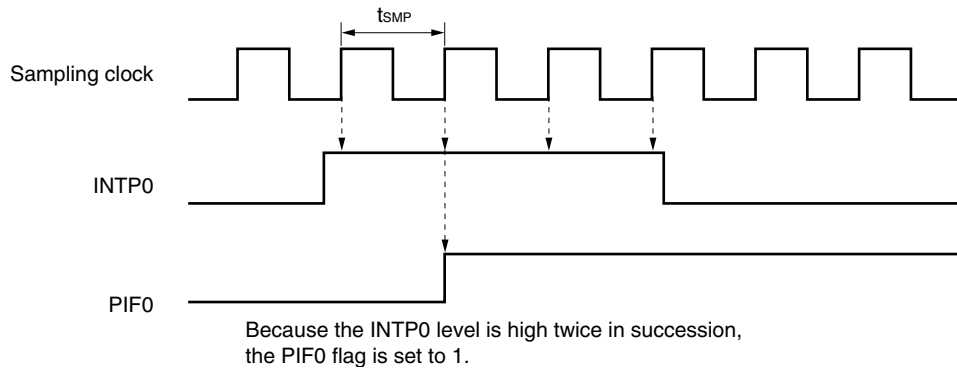 tSMP
Sampling clock
INTP0
PIF0
Because the INTP0 level is high twice in succession,
the PIF0 flag is set to 1.